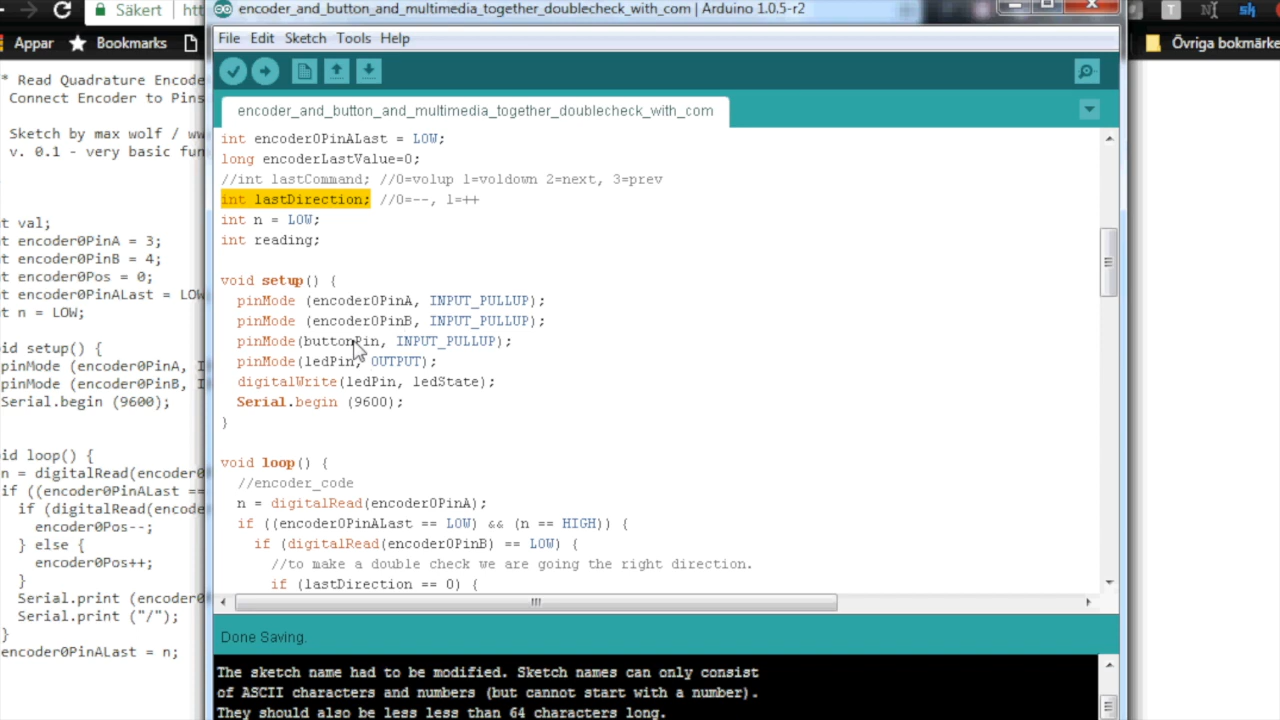 encoder_and_button_and_multimedia_together_doublecheck_with_com | Arduino 1.0.5-r2
Säkert
Appar
Bookmarks
Övriga bokmärke
File Edit Sketch Tools Help
encoder_and_button_and_multimedia_together_doublecheck_with_com
int encoder0PinALast = LOW;
long encoderLastValue=0;
//int lastCommand; //0=volup 1=voldown 2=next, 3=prev
int lastDirection; //0=--, 1=++
int n = LOW;
int reading;
void setup() {
pinMode (encoder0PinA, INPUT_PULLUP);
pinMode (encoder0PinB, INPUT_PULLUP);
pinMode(buttonPin, INPUT_PULLUP);
pinMode(ledPin, OUTPUT);
digitalWrite(ledPin, ledState);
Serial.begin (9600);
}
void loop() {
//encoder_code
n = digitalRead(encoder0PinA);
if ((encoder0PinALast == LOW) && (n == HIGH)) {
if (digitalRead(encoder0PinB) == LOW) {
//to make a double check we are going the right direction.
if (lastDirection == 0) {
Done Saving.
The sketch name had to be modified. Sketch names can only consist
of ASCII characters and numbers (but cannot start with a number).
They should also be less less than 64 characters long.
* Read Quadrature Encode
Connect Encoder to Pins
Sketch by max wolf / ww
v. 0.1 - very basic fun
t val;
t encoder0PinA = 3;
t encoder0PinB = 4;
t encoder0Pos = 0;
t encoder0PinALast = LOW
t n = LOW;
id setup() {
pinMode (encoder0PinA, I
pinMode (encoder0PinB, I
Serial.begin (9600);
id loop() {
n = digitalRead(encoder0
if ((encoder0PinALast ==
if (digitalRead(encode
encoder0Pos--;
} else {
encoder0Pos++;
}
Serial.print (encoder0
Serial.print ("/");
}
encoder0PinALast = n;